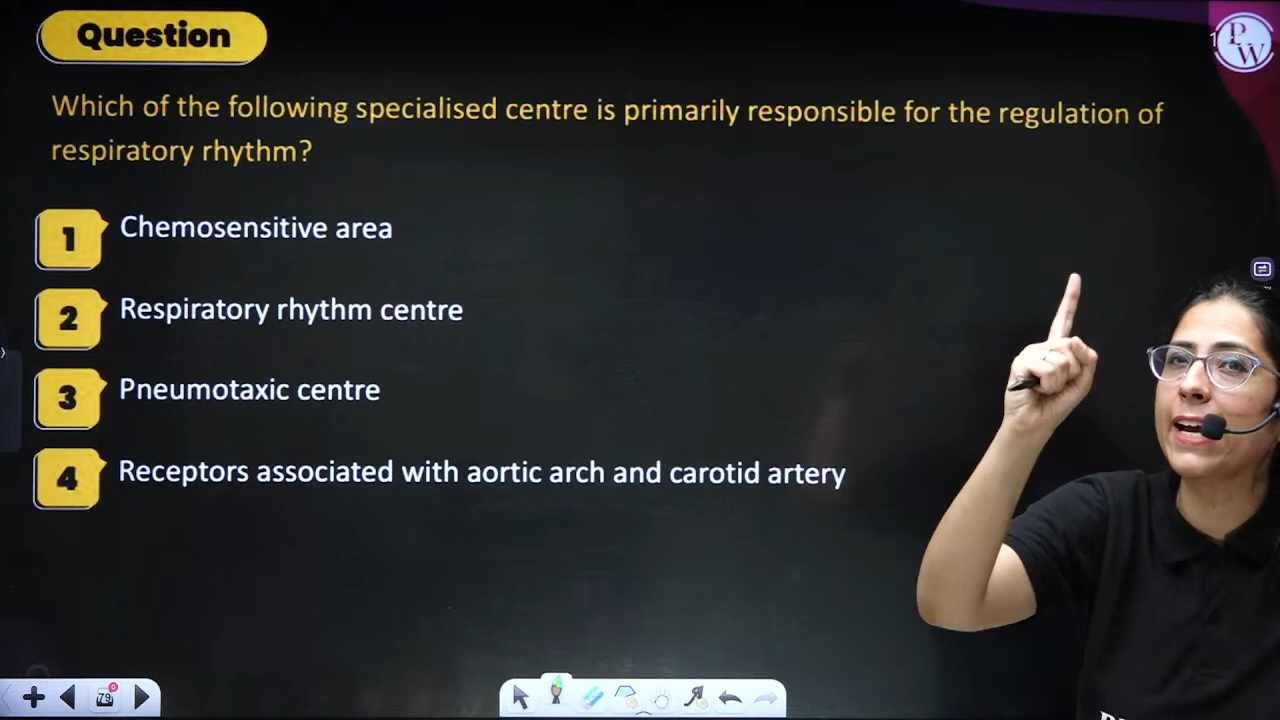 Question
Which of the following specialised centre is primarily responsible for the regulation of
respiratory rhythm?
1 Chemosensitive area
2 Respiratory rhythm centre
3 Pneumotaxic centre
4 Receptors associated with aortic arch and carotid artery
PW
79